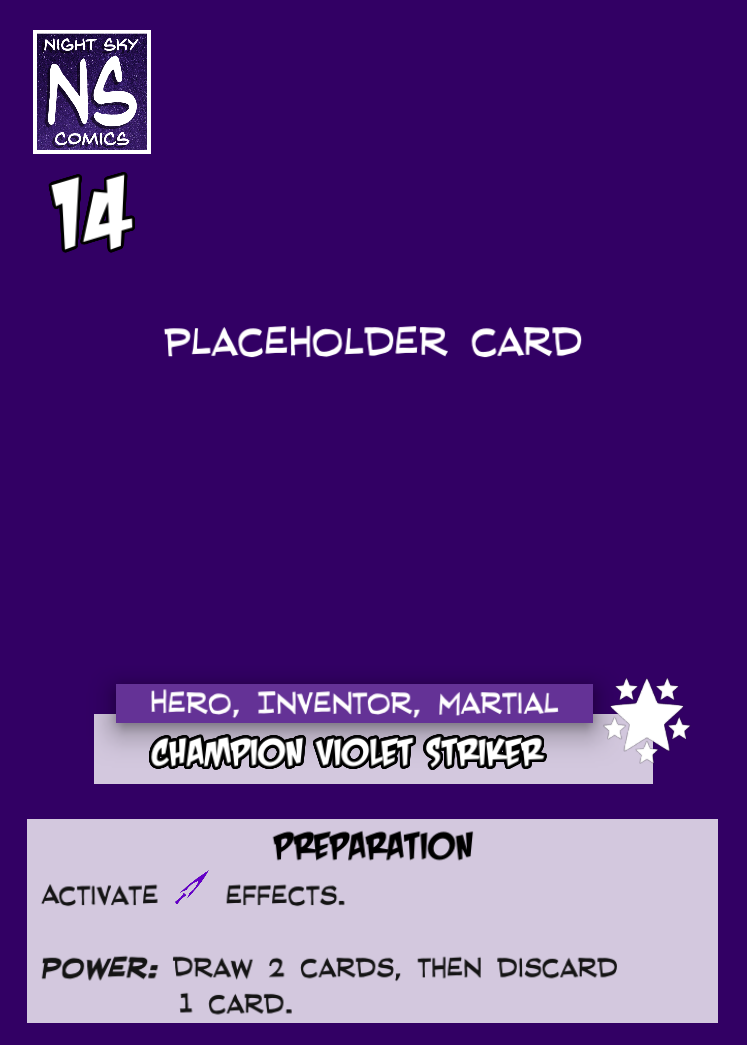 NIGHT SKY
NS
COMICS
14
PLACEHOLDER CARD
HERO, INVENTOR, MARTIAL
CHAMPION VIOLET STRIKER
PREPARATION
ACTIVATE EFFECTS.
POWER: DRAW 2 CARDS, THEN DISCARD
1 CARD.